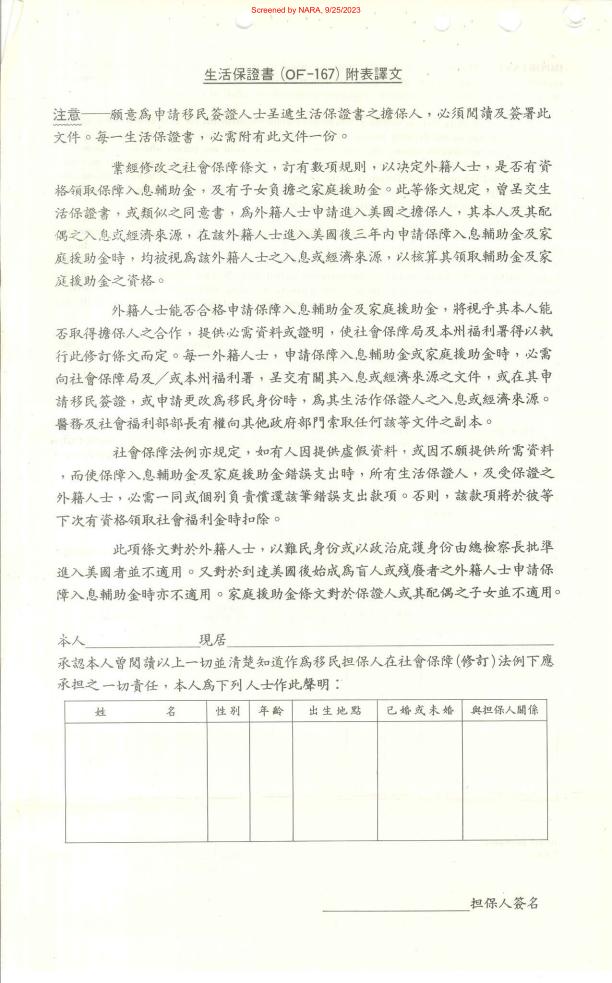 Screened by NARA, 9/25/2023
生活保證書 (OF-167) 附表譯文
注意——願意為申請移民簽證人士呈遞生活保證書之擔保人，必須閱讀及簽署此
文件。每一生活保證書，必需附有此文件一份。
業經修改之社會保障條文，訂有數項規則，以決定外籍人士，是否有資
格領取保障入息輔助金，及有子女負擔之家庭援助金。此等條文規定，曾呈交生
活保證書，或類似之同意書，為外籍人士申請進入美國之擔保人，其本人及其配
偶之入息或經濟來源，在該外籍人士進入美國後三年內申請保障入息輔助金及家
庭援助金時，均被視為該外籍人士之入息或經濟來源，以核算其領取輔助金及家
庭援助金之資格。
外籍人士能否合格申請保障入息輔助金及家庭援助金，將視乎其本人能
否取得擔保人之合作，提供必需資料或證明，使社會保障局及本州福利署得以執
行此修訂條文而定。每一外籍人士，申請保障入息輔助金或家庭援助金時，必需
向社會保障局及／或本州福利署，呈交有關其入息或經濟來源之文件，或在其申
請移民簽證，或申請更改為移民身份時，為其生活作保證人之入息或經濟來源。
醫務及社會福利部部長有權向其他政府部門索取任何該等文件之副本。
社會保障法例亦規定，如有人因提供虛假資料，或因不願提供所需資料
，而使保障入息輔助金及家庭援助金錯誤支出時，所有生活保證人，及受保證之
外籍人士，必需一同或個別負責償還該筆錯誤支出款項。否則，該款項將於彼等
下次有資格領取社會福利金時扣除。
此項條文對於外籍人士，以難民身份或以政治庇護身份由總檢察長批準
進入美國者並不適用。又對於到達美國後始成為盲人或殘廢者之外籍人士申請保
障入息輔助金時亦不適用。家庭援助金條文對於保證人或其配偶之子女並不適用。
本人______________現居______________
承認本人曾閱讀以上一切並清楚知道作為移民担保人在社會保障(修訂)法例下應
承担之一切責任，本人為下列人士作此聲明：
姓 名 性別 年齡 出生地點 已婚或未婚 與担保人關係
______________担保人簽名